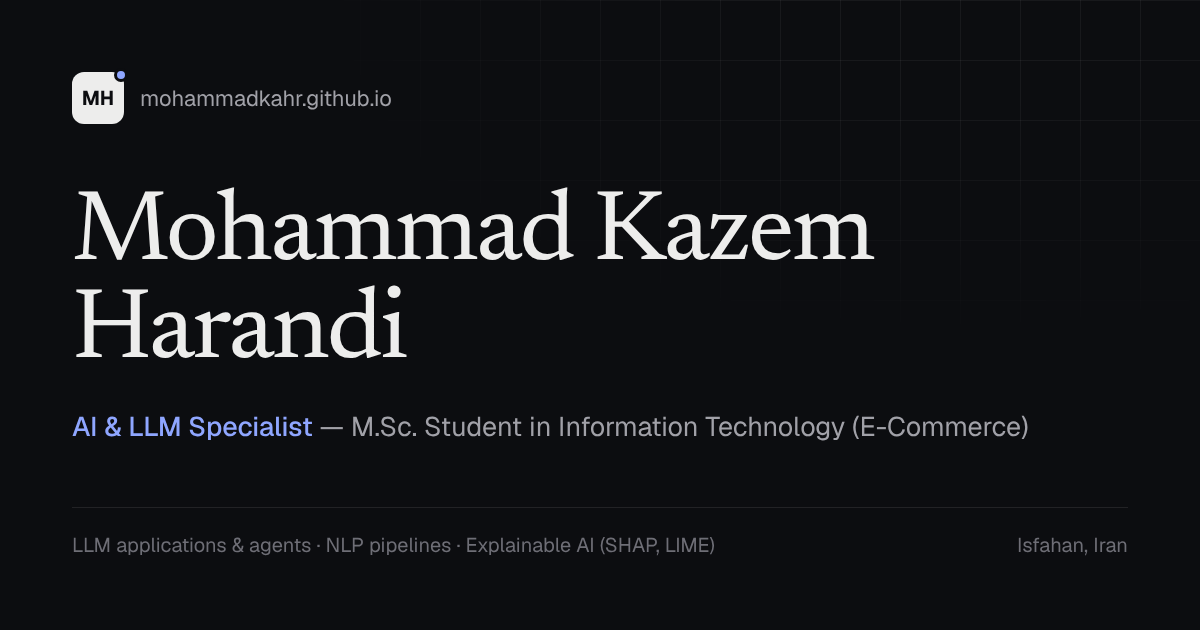 MH
mohammadkahr.github.io
Mohammad Kazem
Harandi
AI & LLM Specialist — M.Sc. Student in Information Technology (E-Commerce)
LLM applications & agents · NLP pipelines · Explainable AI (SHAP, LIME)
Isfahan, Iran